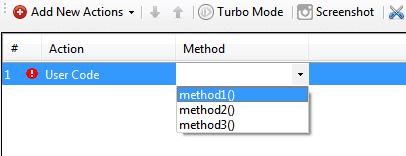 Add New Actions Turbo Mode Screenshot
# Action Method
1 User Code
method1()
method2()
method3()